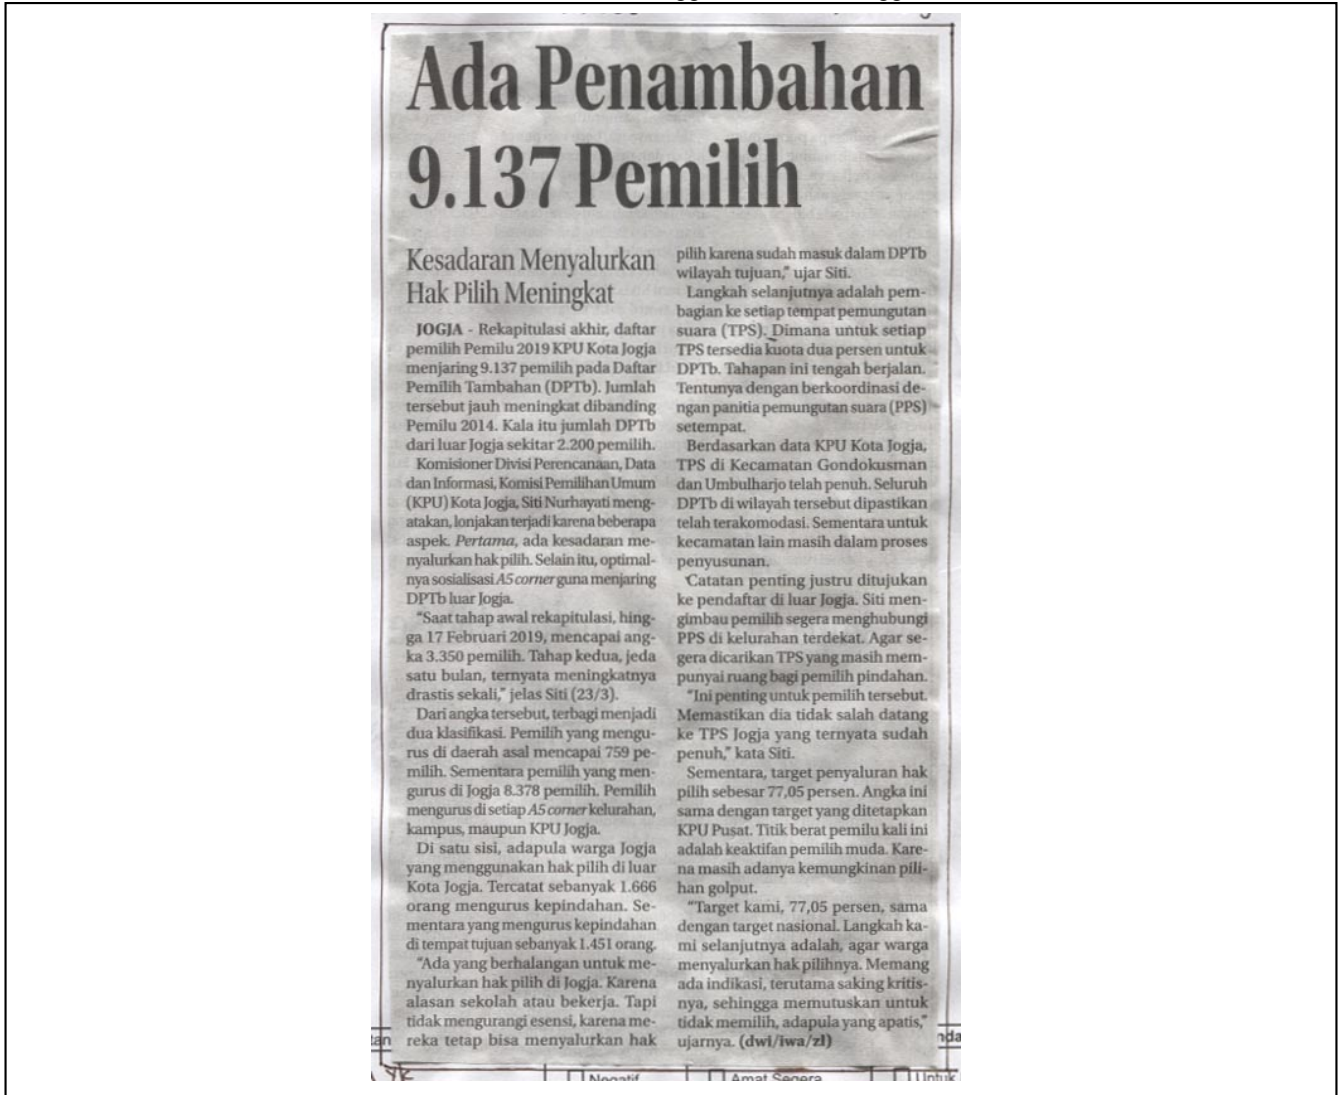 Ada Penambahan
9.137 Pemilih
Kesadaran Menyalurkan
Hak Pilih Meningkat
JOGJA - Rekapitulasi akhir, daftar
pemilih Pemilu 2019 KPU Kota Jogja
menjaring 9.137 pemilih pada Daftar
Pemilih Tambahan (DPTb). Jumlah
tersebut jauh meningkat dibanding
Pemilu 2014. Kala itu jumlah DPTb
dari luar Jogja sekitar 2.200 pemilih.
Komisioner Divisi Perencanaan, Data
dan Informasi, Komisi Pemilihan Umum
(KPU) Kota Jogja, Siti Nurhayati meng-
atakan, lonjakan terjadi karena beberapa
aspek. Pertama, ada kesadaran me-
nyalurkan hak pilih. Selain itu, optimal-
nya sosialisasi A5 corner guna menjaring
DPTb luar Jogja.
"Saat tahap awal rekapitulasi, hing-
ga 17 Februari 2019, mencapai ang-
ka 3.350 pemilih. Tahap kedua, jeda
satu bulan, ternyata meningkatnya
drastis sekali," jelas Siti (23/3).
Dari angka tersebut, terbagi menjadi
dua klasifikasi. Pemilih yang mengu-
rus di daerah asal mencapai 759 pe-
milih. Sementara pemilih yang men-
gurus di Jogja 8.378 pemilih. Pemilih
mengurus di setiap A5 corner kelurahan,
kampus, maupun KPU Jogja.
Di satu sisi, adapula warga Jogja
yang menggunakan hak pilih di luar
Kota Jogja. Tercatat sebanyak 1.666
orang mengurus kepindahan. Se-
mentara yang mengurus kepindahan
di tempat tujuan sebanyak 1.451 orang.
"Ada yang berhalangan untuk me-
nyalurkan hak pilih di Jogja. Karena
alasan sekolah atau bekerja. Tapi
tidak mengurangi esensi, karena me-
reka tetap bisa menyalurkan hak
pilih karena sudah masuk dalam DPTb
wilayah tujuan," ujar Siti.
Langkah selanjutnya adalah pem-
bagian ke setiap tempat pemungutan
suara (TPS). Dimana untuk setiap
TPS tersedia kuota dua persen untuk
DPTb. Tahapan ini tengah berjalan.
Tentunya dengan berkoordinasi de-
ngan panitia pemungutan suara (PPS)
setempat.
Berdasarkan data KPU Kota Jogja,
TPS di Kecamatan Gondokusman
dan Umbulharjo telah penuh. Seluruh
DPTb di wilayah tersebut dipastikan
telah terakomodasi. Sementara untuk
kecamatan lain masih dalam proses
penyusunan.
Catatan penting justru ditujukan
ke pendaftar di luar Jogja. Siti men-
gimbau pemilih segera menghubungi
PPS di kelurahan terdekat. Agar se-
gera dicarikan TPS yang masih mem-
punyai ruang bagi pemilih pindahan.
"Ini penting untuk pemilih tersebut.
Memastikan dia tidak salah datang
ke TPS Jogja yang ternyata sudah
penuh," kata Siti.
Sementara, target penyaluran hak
pilih sebesar 77,05 persen. Angka ini
sama dengan target yang ditetapkan
KPU Pusat. Titik berat pemilu kali ini
adalah keaktifan pemilih muda. Kare-
na masih adanya kemungkinan pili-
han golput.
"Target kami, 77,05 persen, sama
dengan target nasional. Langkah ka-
mi selanjutnya adalah, agar warga
menyalurkan hak pilihnya. Memang
ada indikasi, terutama saking kritis-
nya, sehingga memutuskan untuk
tidak memilih, adapula yang apatis,"
ujarnya. (dwi/iwa/zl)
tan
nda
Negatif
Amat Segera
Untuk